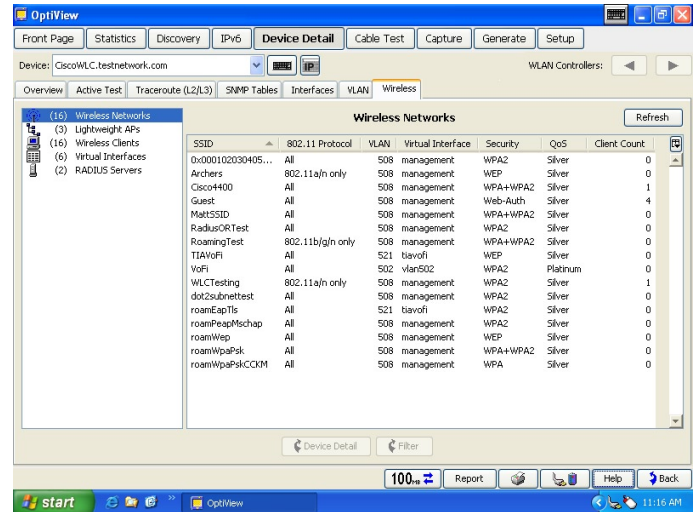 OptiView
Front Page Statistics Discovery IPv6 Device Detail Cable Test Capture Generate Setup
Device: CiscoWLC.testnetwork.com IP WLAN Controllers:
Overview Active Test Traceroute (L2/L3) SNMP Tables Interfaces VLAN Wireless
(16) Wireless Networks
(3) Lightweight APs
(16) Wireless Clients
(6) Virtual Interfaces
(2) RADIUS Servers
Wireless Networks Refresh
SSID 802.11 Protocol VLAN Virtual Interface Security QoS Client Count
0x000102030405... All 508 management WPA2 Silver 0
Archers 802.11a/n only 508 management WEP Silver 0
Cisco4400 All 508 management WPA+WPA2 Silver 1
Guest All 508 management Web-Auth Silver 4
MattSSID All 508 management WPA+WPA2 Silver 0
RadiusORTest All 508 management WPA2 Silver 0
RoamingTest 802.11b/g/n only 508 management WPA+WPA2 Silver 0
TIAVoFi All 521 tiavofi WEP Silver 0
VoFi All 502 vlan502 WPA2 Platinum 0
WLCTesting 802.11a/n only 508 management WPA2 Silver 1
dot2subnettest All 508 management WPA2 Silver 0
roamEapTls All 521 tiavofi WPA2 Silver 0
roamPeapMschap All 508 management WPA2 Silver 0
roamWep All 508 management WEP Silver 0
roamWpaPsk All 508 management WPA+WPA2 Silver 0
roamWpaPskCCKM All 508 management WPA Silver 0
Device Detail Filter
100MB Report Help Back
start OptiView 11:16 AM